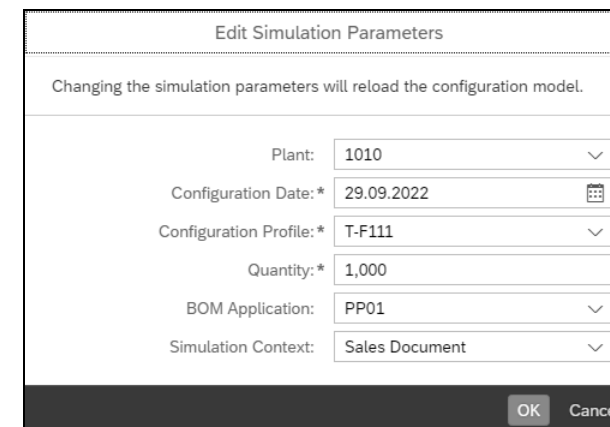 Edit Simulation Parameters
Changing the simulation parameters will reload the configuration model.
Plant: 1010
Configuration Date:* 29.09.2022
Configuration Profile:* T-F111
Quantity:* 1,000
BOM Application: PP01
Simulation Context: Sales Document
OK Cance